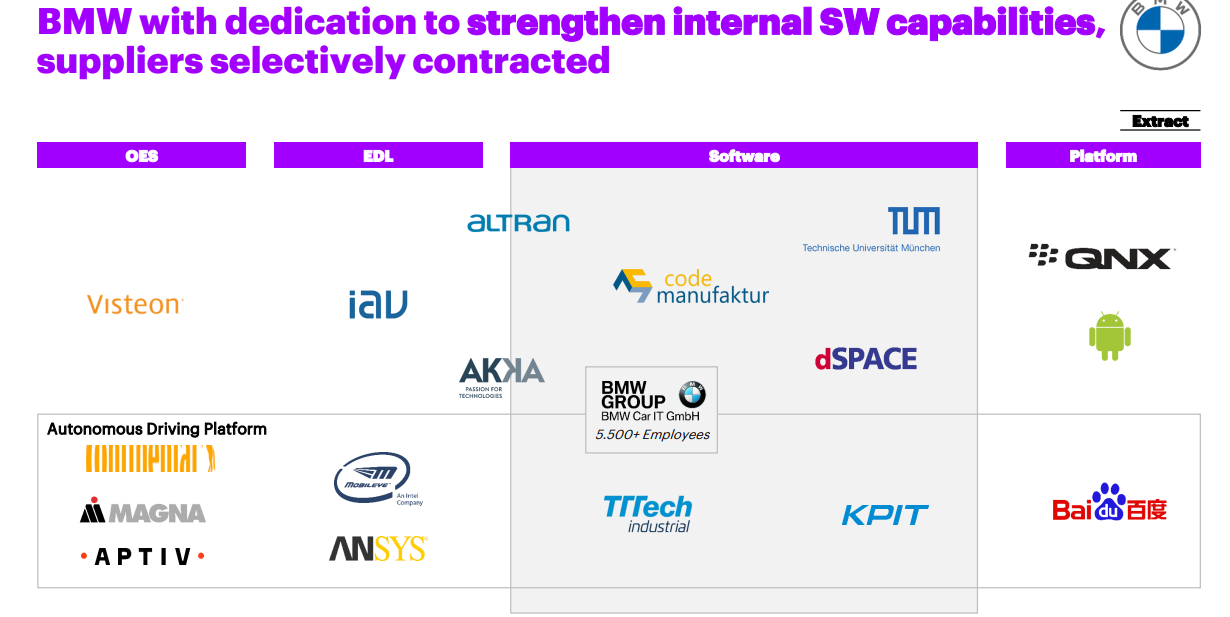 BMW with dedication to strengthen internal SW capabilities,
suppliers selectively contracted
BMW
Extract
OES
EDL
Software
Platform
aLTRan
TUM
Technische Universität München
QNX
code
manufaktur
Visteon
iav
dSPACE
AKKA
PASSION FOR
TECHNOLOGIES
BMW
GROUP
BMW Car IT GmbH
5.500+ Employees
Autonomous Driving Platform
MOBILEYE
An Intel
Company
MAGNA
TTTech
industrial
KPIT
Bai du 百度
APTIV
ANSYS